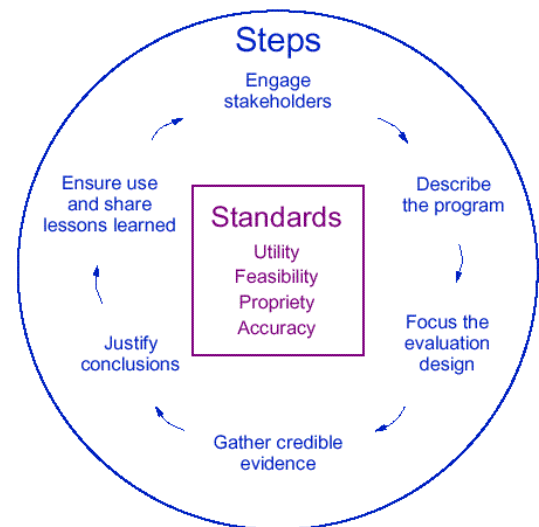 Steps
Engage
stakeholders
Describe
the program
Focus the
evaluation
design
Gather credible
evidence
Justify
conclusions
Ensure use
and share
lessons learned
Standards
Utility
Feasibility
Propriety
Accuracy